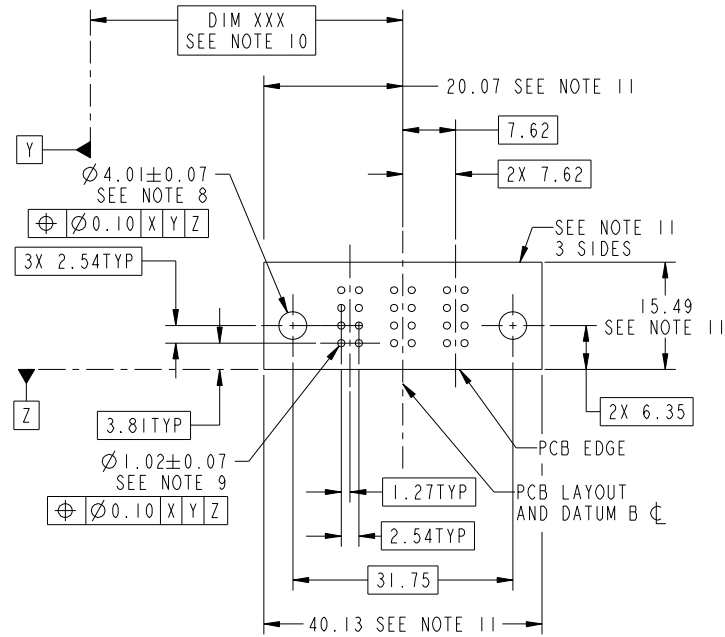 DIM XXX
SEE NOTE 10
20.07 SEE NOTE 11
7.62
2X 7.62
Y
Ø4.01±0.07
SEE NOTE 8
⌖ Ø0.10 X Y Z
3X 2.54TYP
SEE NOTE 11
3 SIDES
15.49
SEE NOTE 11
Z
3.81TYP
2X 6.35
Ø1.02±0.07
SEE NOTE 9
⌖ Ø0.10 X Y Z
PCB EDGE
1.27TYP
PCB LAYOUT
AND DATUM B ℄
2.54TYP
31.75
40.13 SEE NOTE 11